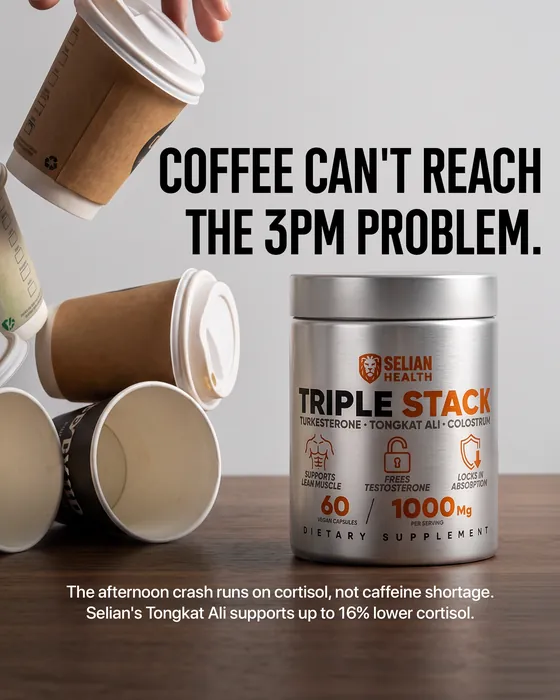 COFFEE CAN'T REACH
THE 3PM PROBLEM.
SELIAN
HEALTH
TRIPLE STACK
TURKESTERONE • TONGKAT ALI • COLOSTRUM
SUPPORTS
LEAN MUSCLE
FREES
TESTOSTERONE
LOCKS IN
ABSORPTION
60
VEGAN CAPSULES
/
1000Mg
PER SERVING
DIETARY SUPPLEMENT
The afternoon crash runs on cortisol, not caffeine shortage.
Selian's Tongkat Ali supports up to 16% lower cortisol.